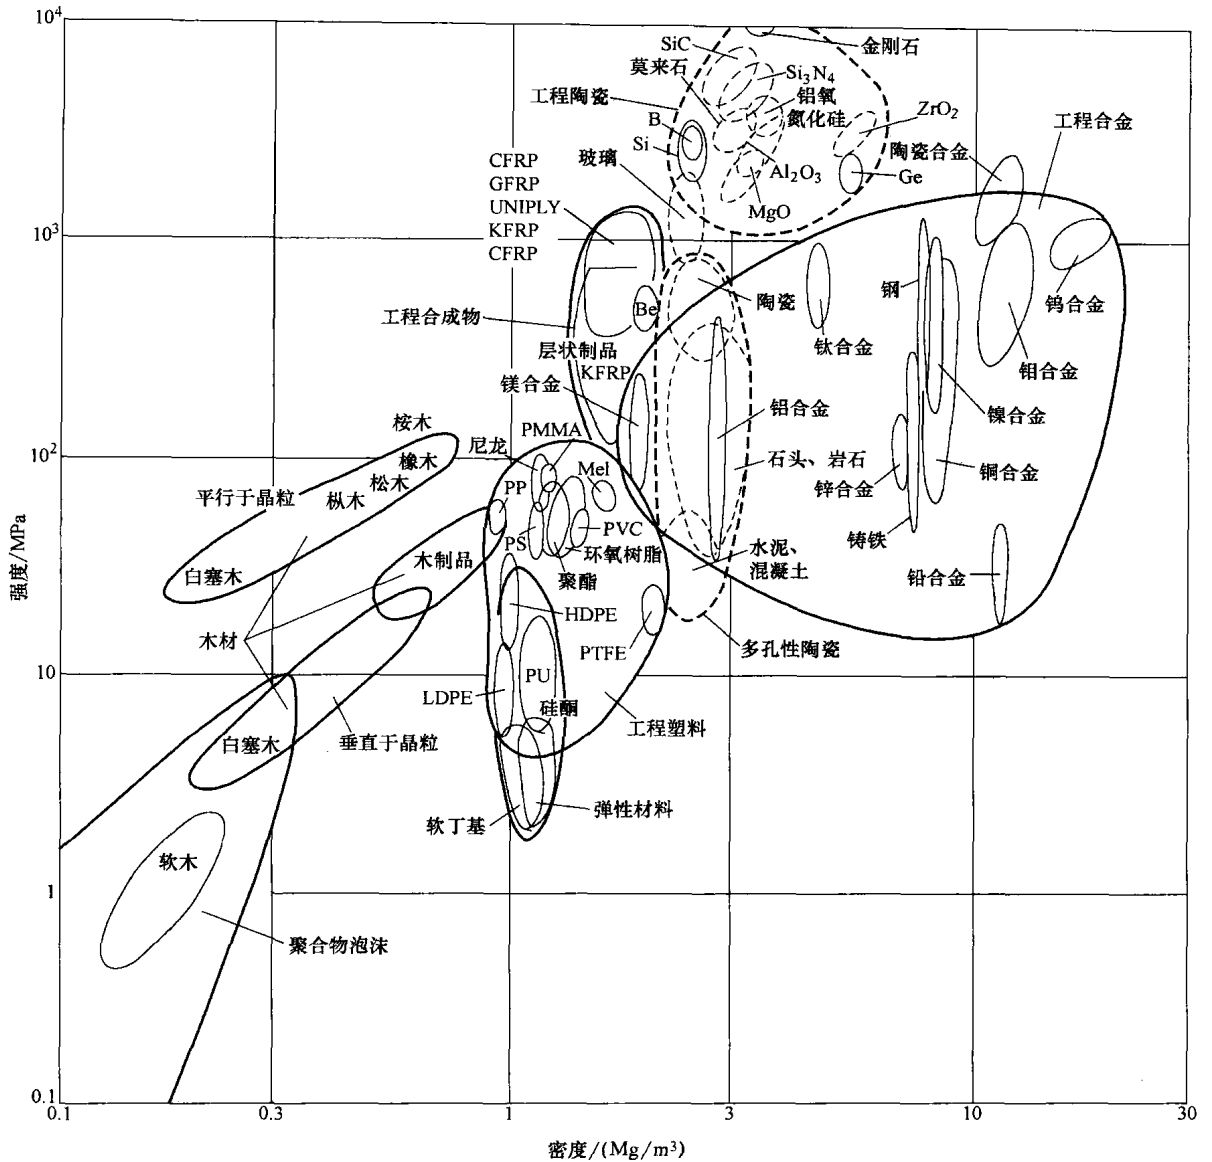 10⁴
SiC
金刚石
莫来石
Si₃N₄
工程陶瓷
铝氧
氮化硅
ZrO₂
B
工程合金
Si
玻璃
陶瓷合金
CFRP
GFRP
UNIPLY
KFRP
CFRP
Al₂O₃
Ge
MgO
10³
陶瓷
钢
钨合金
Be
工程合成物
层状制品
KFRP
钛合金
钼合金
镁合金
铝合金
镍合金
桉木
尼龙
PMMA
橡木
松木
枞木
平行于晶粒
10²
PP
Mel
石头、岩石
铜合金
锌合金
PVC
PS
环氧树脂
铸铁
水泥、
混凝土
聚酯
木制品
白塞木
铅合金
HDPE
木材
PTFE
多孔性陶瓷
10
PU
LDPE
硅酮
工程塑料
白塞木
垂直于晶粒
弹性材料
软丁基
软木
1
聚合物泡沫
0.1
0.1
0.3
1
3
10
30
强度/MPa
密度/(Mg/m³)